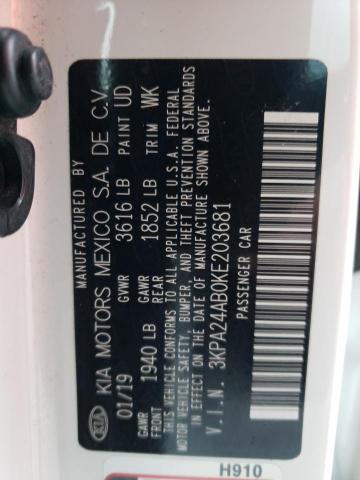 MANUFACTURED BY
KIA KIA MOTORS MEXICO S.A. DE C.V.
01/19 GVWR 3616 LB PAINT UD
GAWR FRONT 1940 LB GAWR REAR 1852 LB TRIM WK
THIS VEHICLE CONFORMS TO ALL APPLICABLE U.S.A. FEDERAL
MOTOR VEHICLE SAFETY, BUMPER, AND THEFT PREVENTION STANDARDS
IN EFFECT ON THE DATE OF MANUFACTURE SHOWN ABOVE.
V.I.N. 3KPA24AB0KE203681
PASSENGER CAR
H910